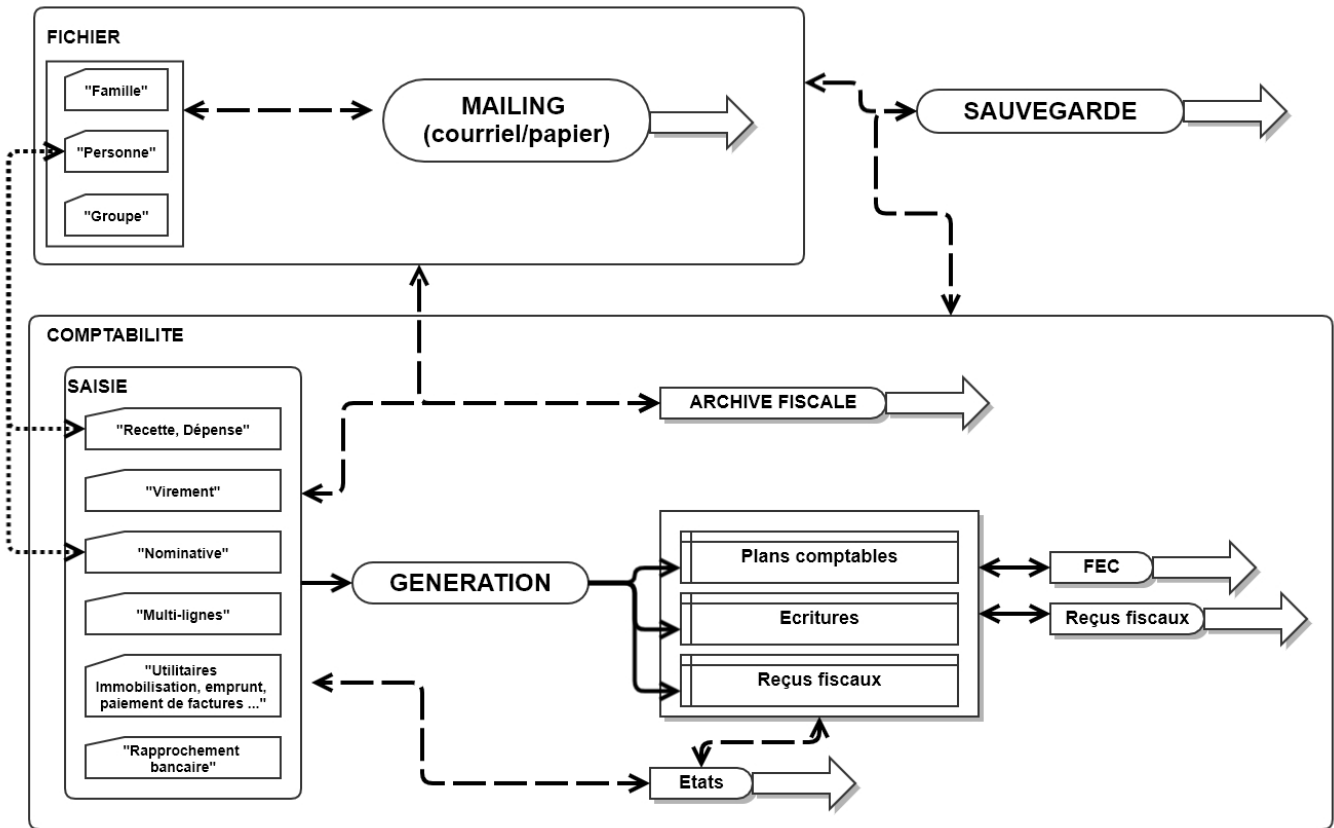 FICHIER
"Famille"
"Personne"
"Groupe"
MAILING
(courriel/papier)
SAUVEGARDE
COMPTABILITE
SAISIE
"Recette, Dépense"
"Virement"
"Nominative"
"Multi-lignes"
"Utilitaires
Immobilisation, emprunt,
paiement de factures ..."
"Rapprochement
bancaire"
ARCHIVE FISCALE
GENERATION
Plans comptables
Ecritures
Reçus fiscaux
FEC
Reçus fiscaux
Etats